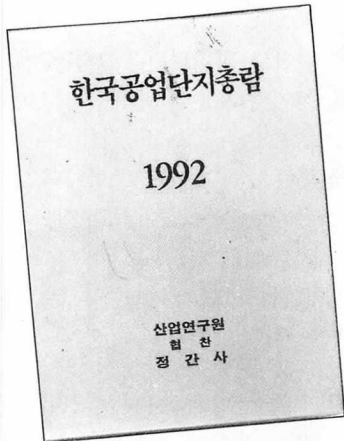 한국공업단지총람
1992
산업연구원
협 찬
정 간 사